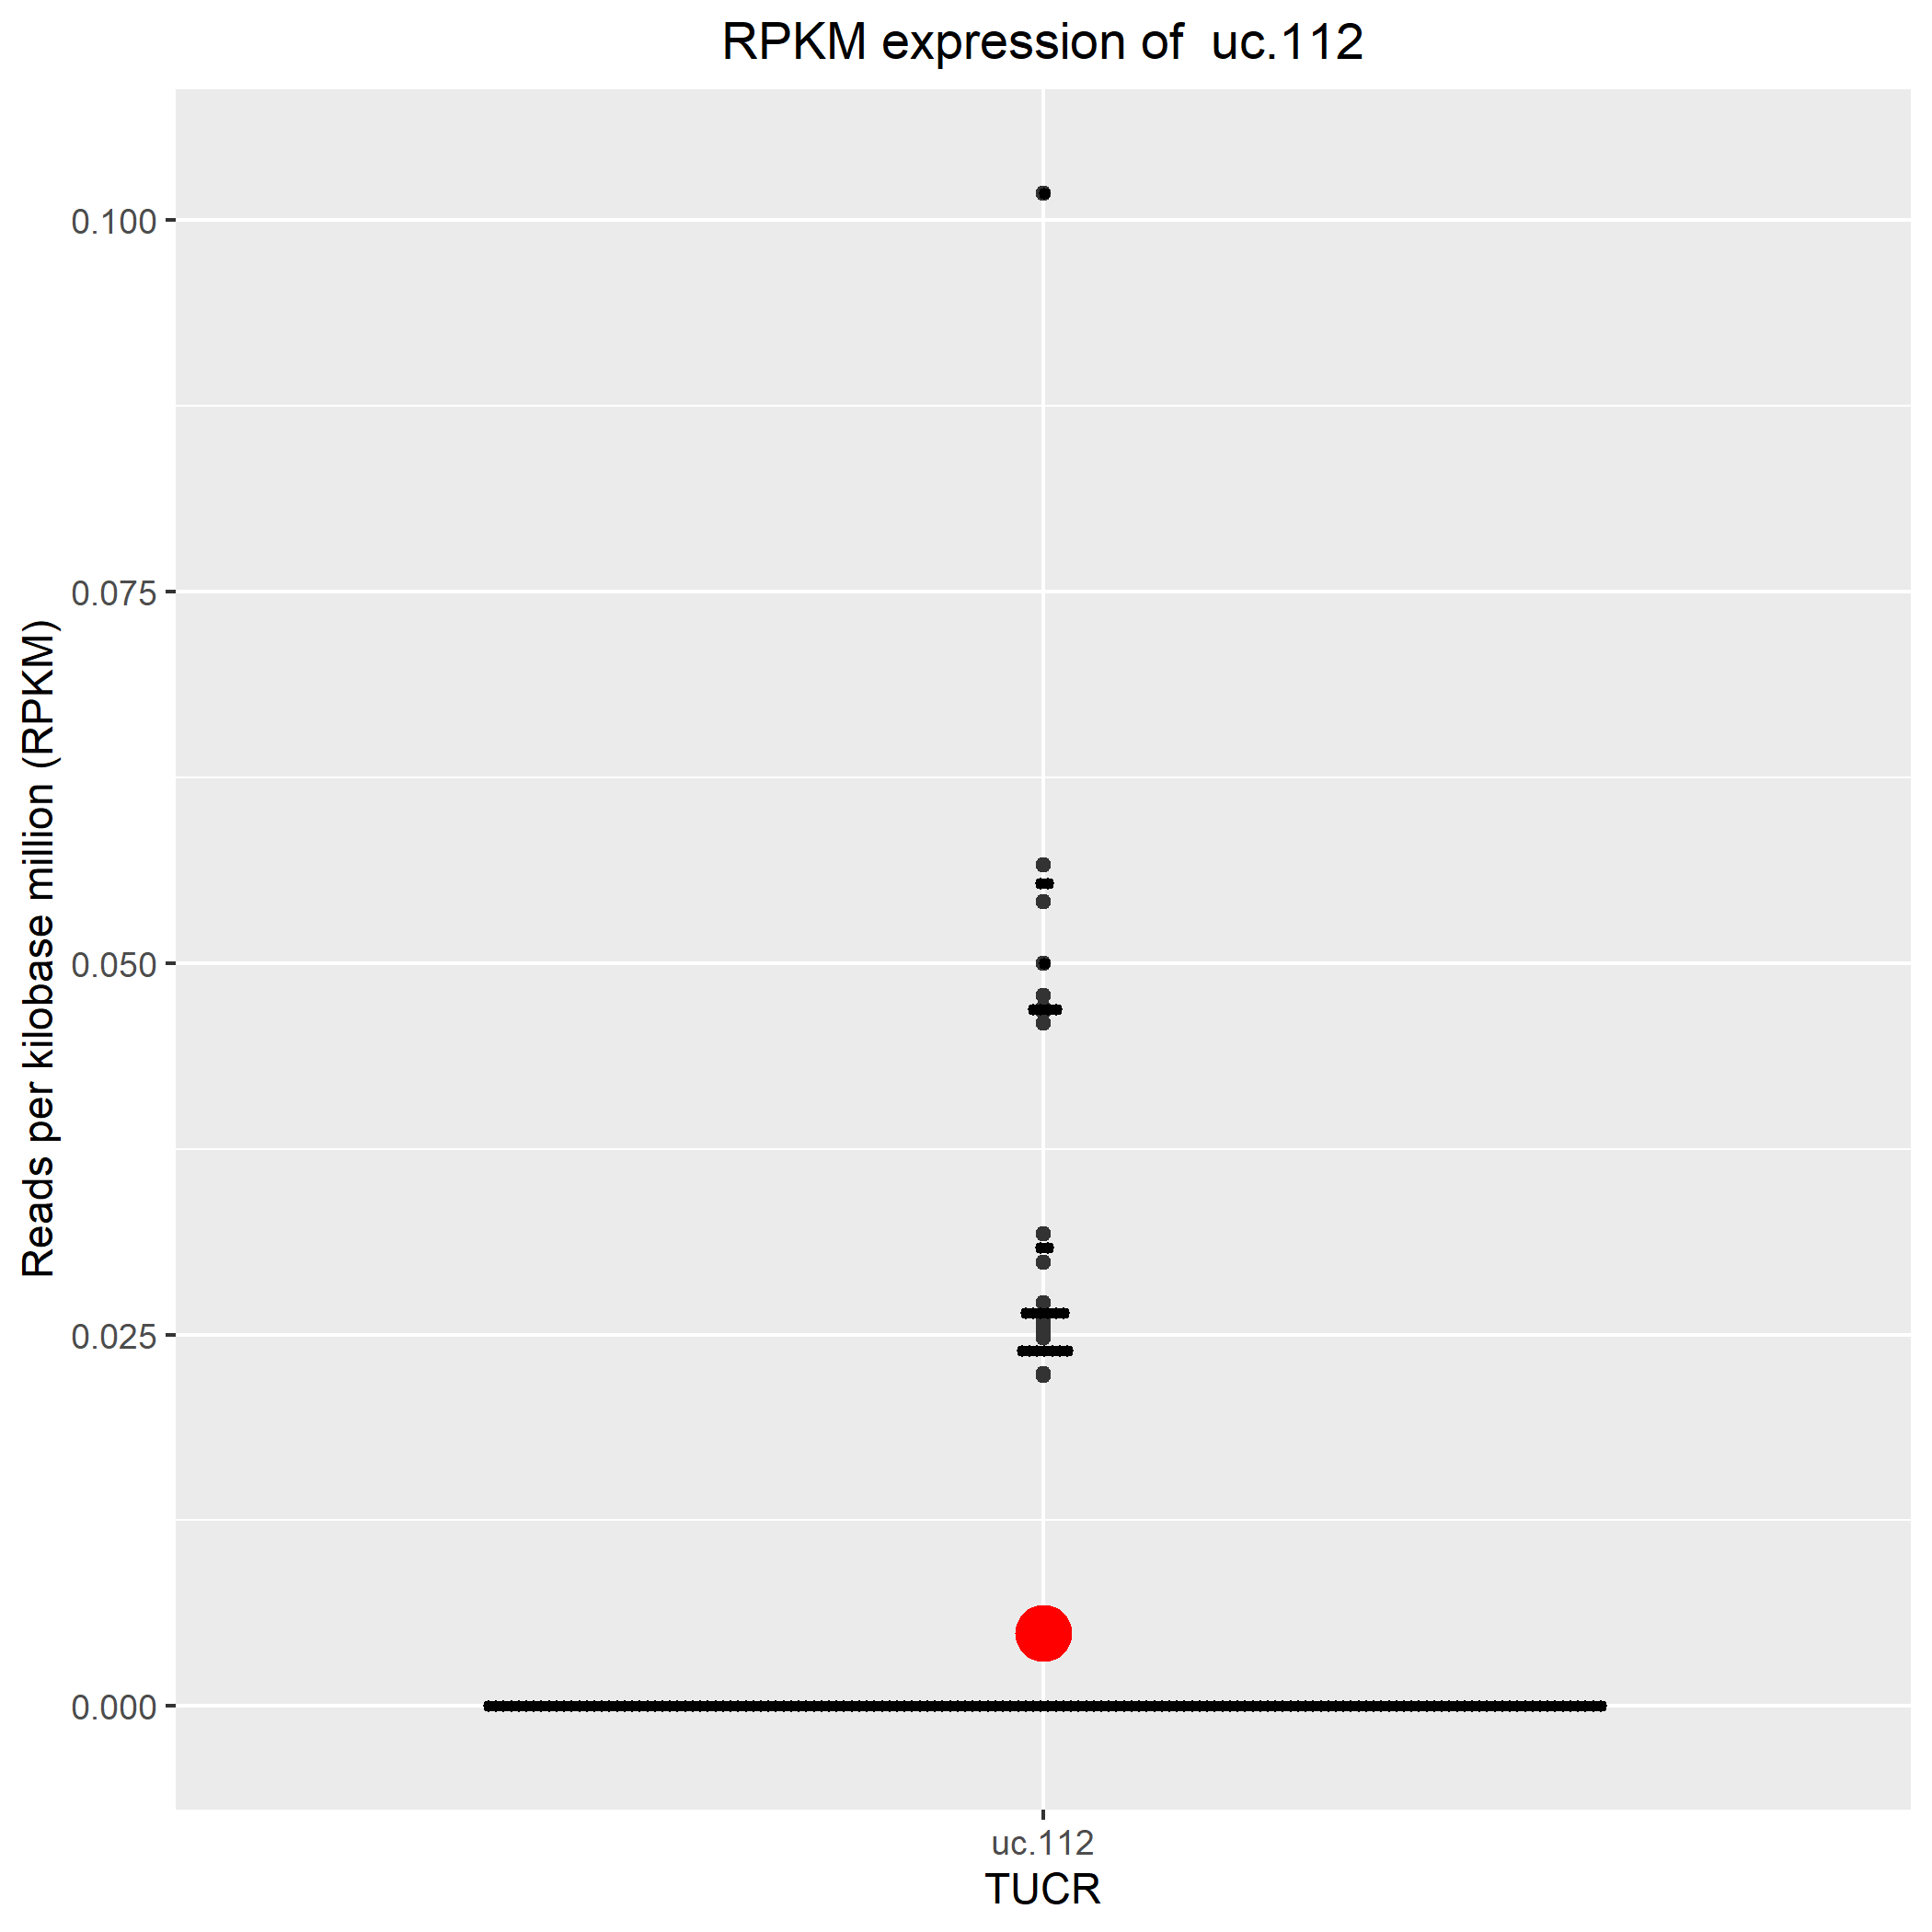 RPKM expression of  uc.112
Reads per kilobase million (RPKM)
0.100
0.075
0.050
0.025
0.000
uc.112
TUCR